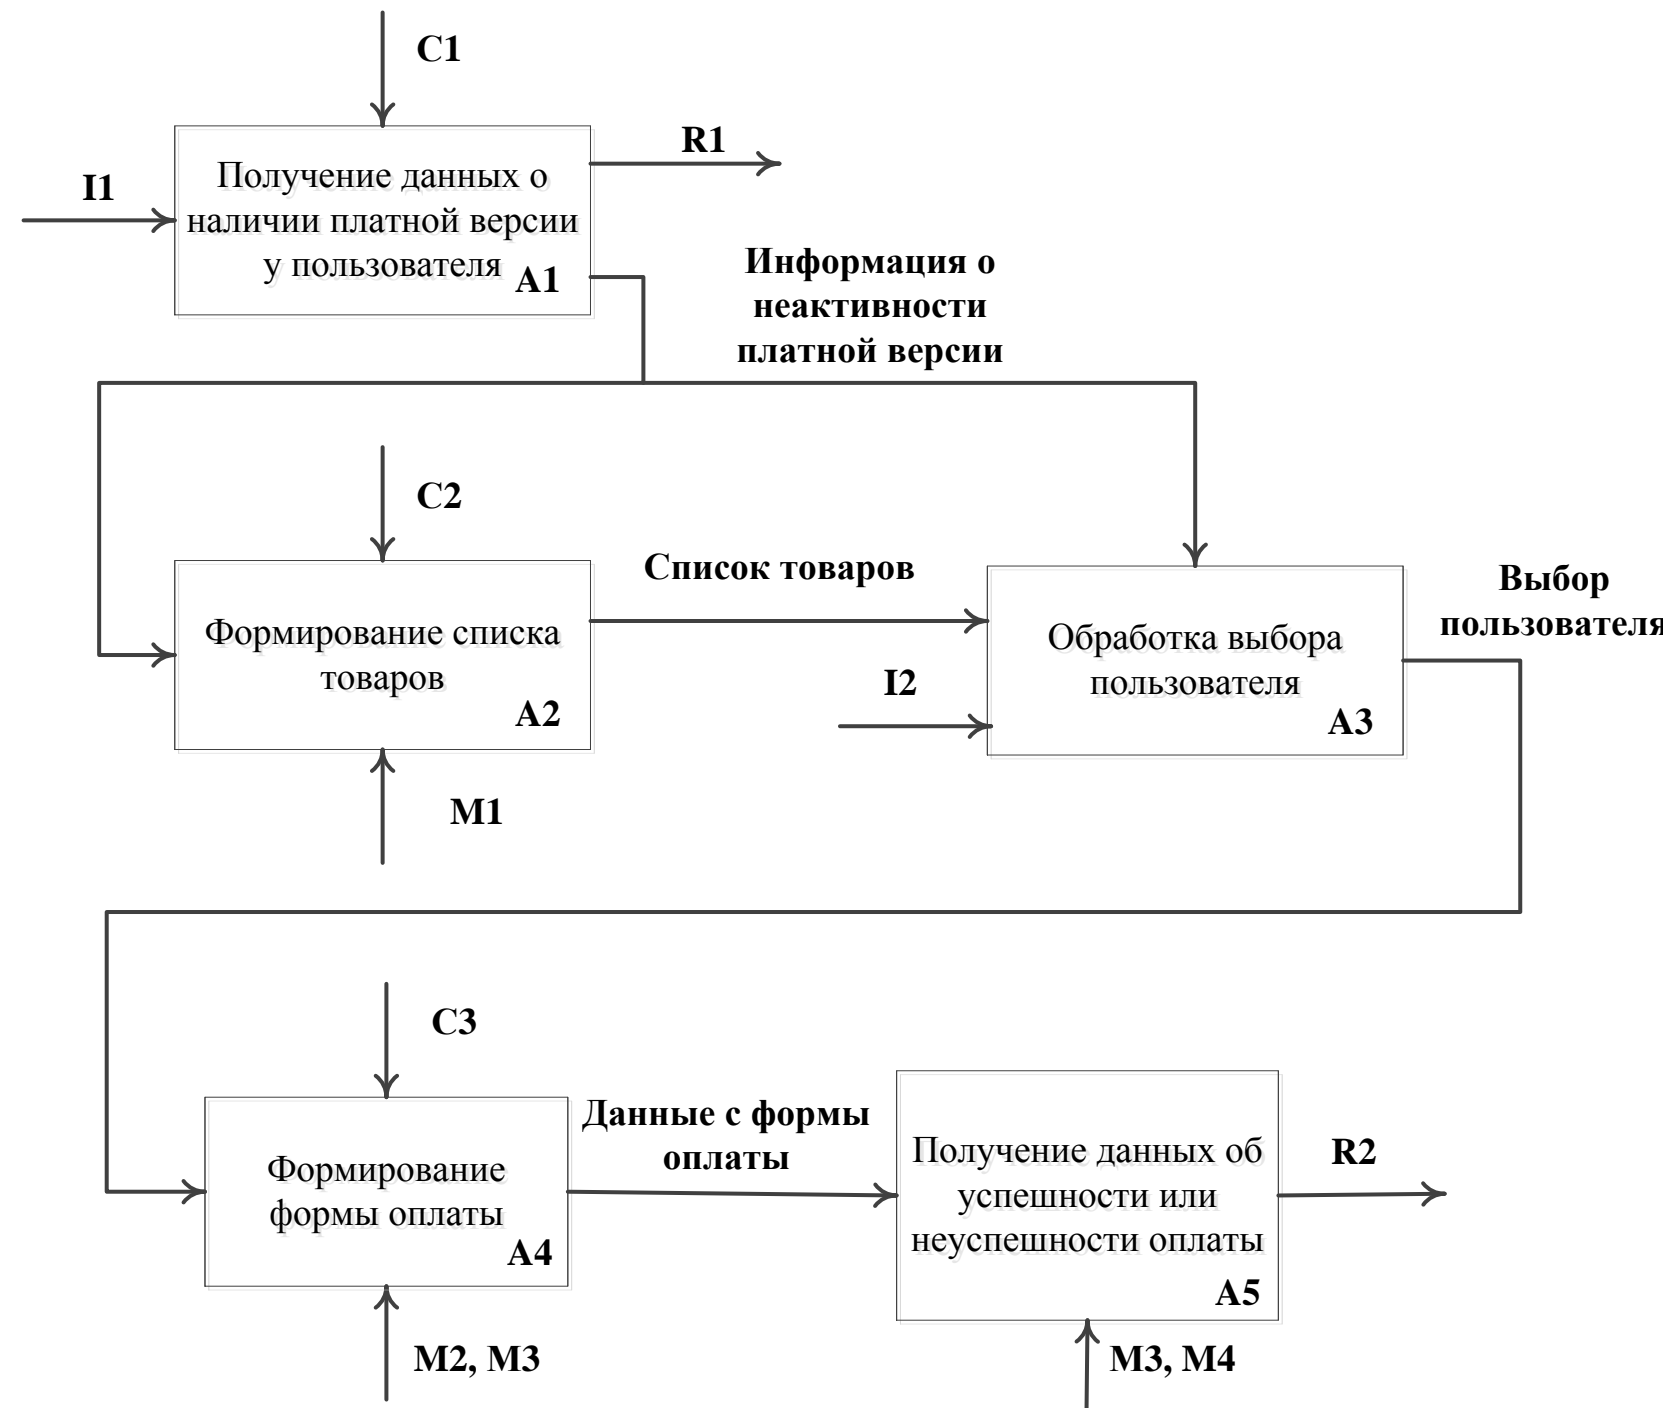 C1
R1
I1
Получение данных о
наличии платной версии
у пользователя
A1
Информация о
неактивности
платной версии
C2
Список товаров
Выбор
пользователя
Формирование списка
товаров
A2
I2
Обработка выбора
пользователя
A3
M1
C3
Данные с формы
оплаты
Формирование
формы оплаты
A4
Получение данных об
успешности или
неуспешности оплаты
A5
R2
M2, M3
M3, M4